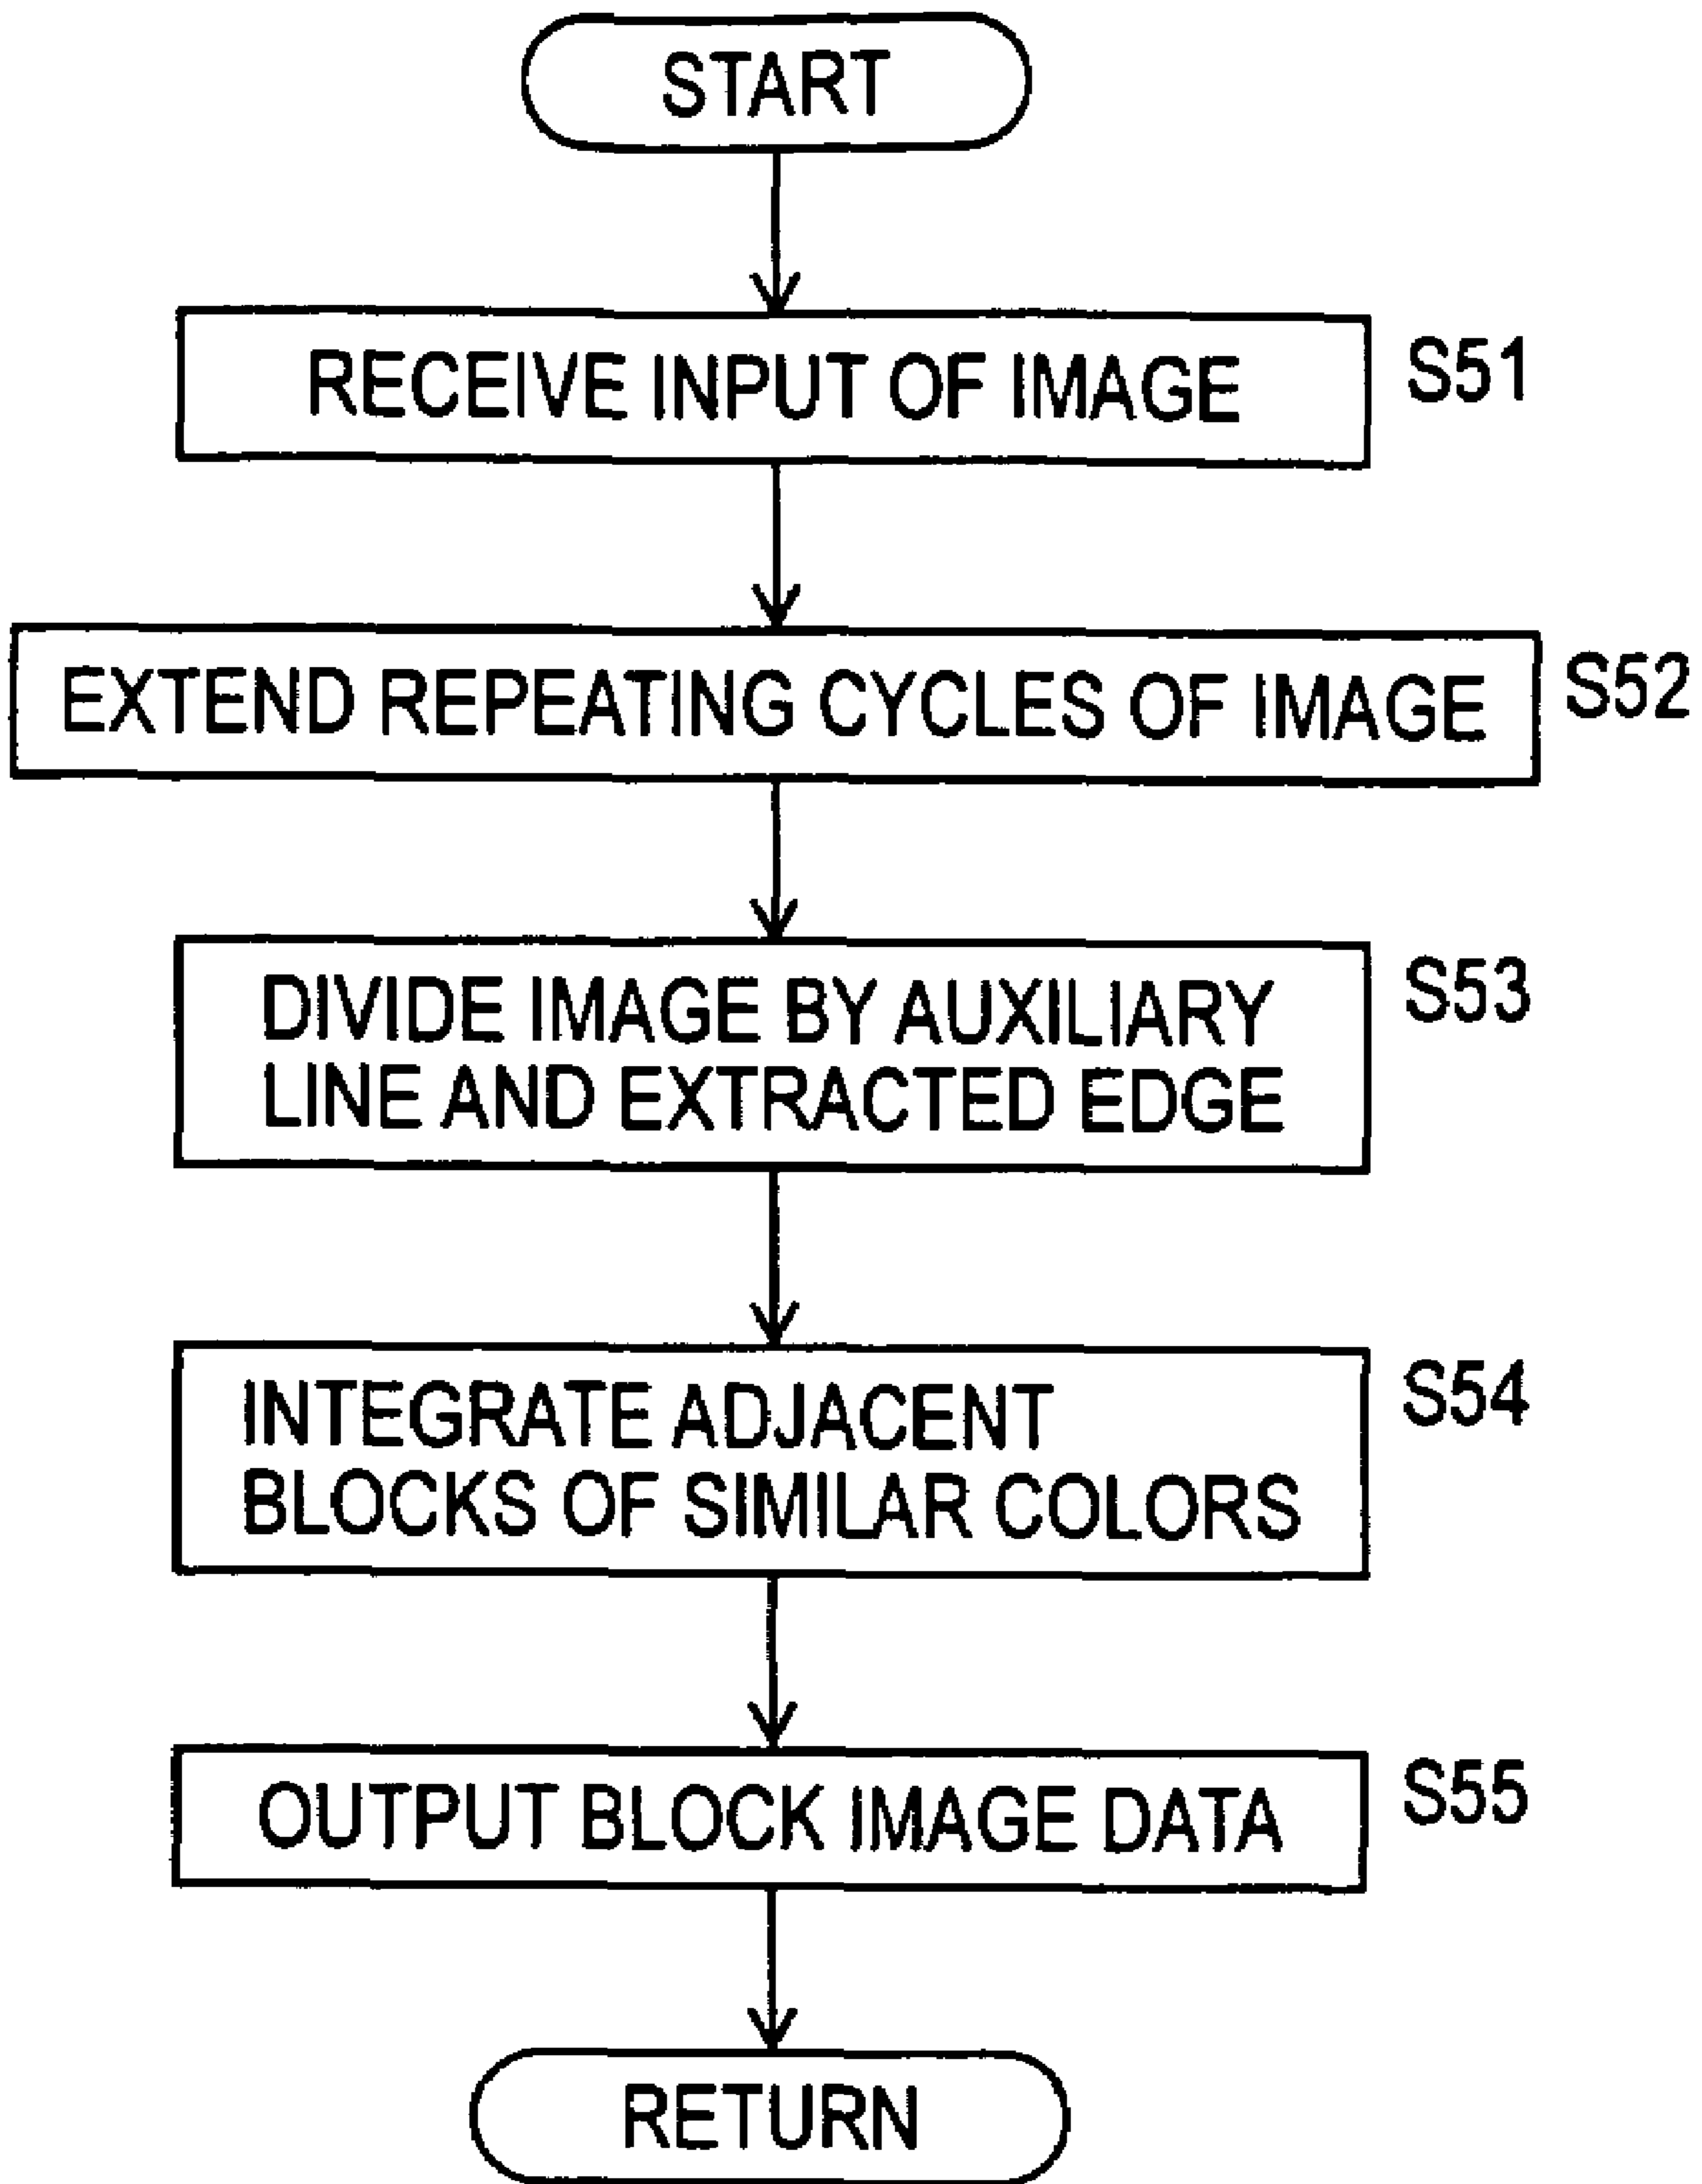 START
RECEIVE INPUT OF IMAGE
S51
EXTEND REPEATING CYCLES OF IMAGE
S52
DIVIDE IMAGE BY AUXILIARY
LINE AND EXTRACTED EDGE
S53
INTEGRATE ADJACENT
BLOCKS OF SIMILAR COLORS
S54
OUTPUT BLOCK IMAGE DATA
S55
RETURN